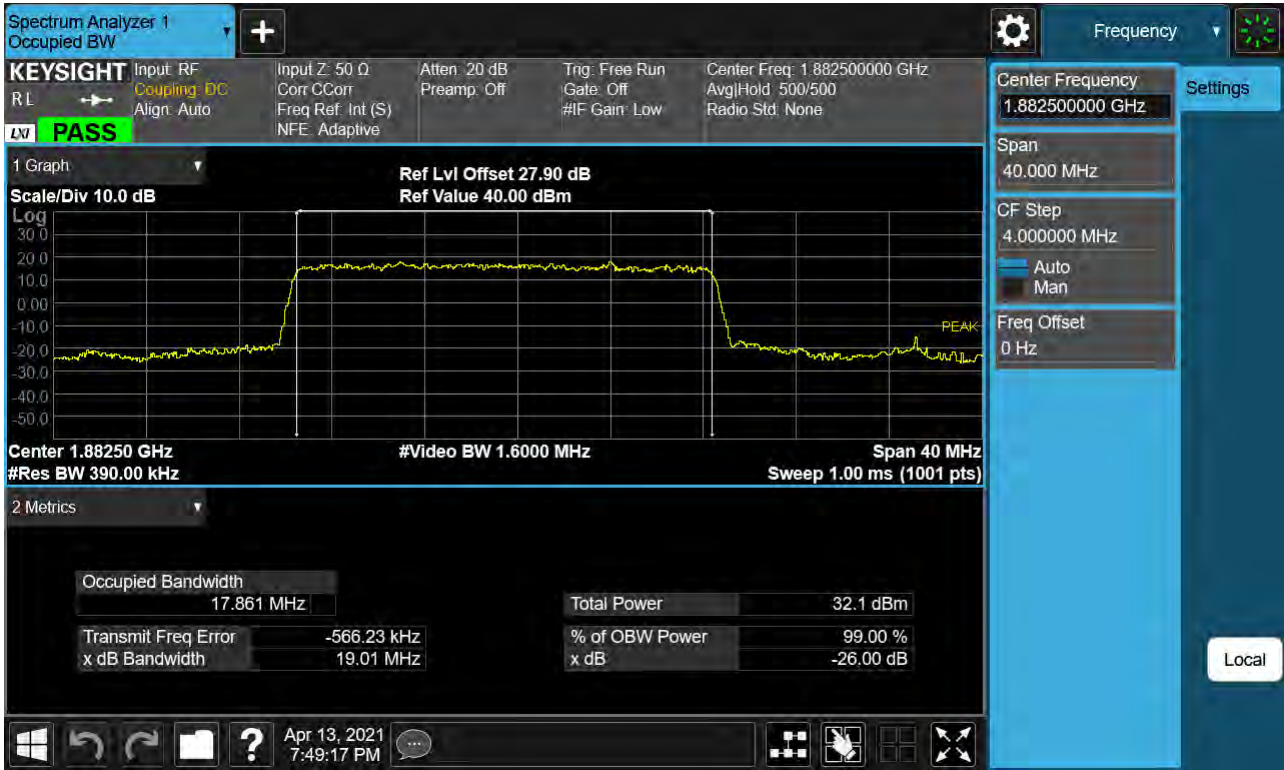 Spectrum Analyzer 1
Occupied BW
+
Frequency
KEYSIGHT
RL
LXI PASS
Input: RF
Coupling: DC
Align: Auto
Input Z: 50 Ω
Corr CCorr
Freq Ref: Int (S)
NFE: Adaptive
Atten: 20 dB
Preamp: Off
Trig: Free Run
Gate: Off
#IF Gain: Low
Center Freq: 1.882500000 GHz
Avg|Hold: 500/500
Radio Std: None
1 Graph
Scale/Div 10.0 dB
Ref Lvl Offset 27.90 dB
Ref Value 40.00 dBm
Log
30.0
20.0
10.0
0.00
-10.0
-20.0
-30.0
-40.0
-50.0
PEAK
Center 1.88250 GHz
#Video BW 1.6000 MHz
Span 40 MHz
#Res BW 390.00 kHz
Sweep 1.00 ms (1001 pts)
2 Metrics
Occupied Bandwidth
17.861 MHz
Total Power 32.1 dBm
Transmit Freq Error -566.23 kHz
% of OBW Power 99.00 %
x dB Bandwidth 19.01 MHz
x dB -26.00 dB
Center Frequency
1.882500000 GHz
Settings
Span
40.000 MHz
CF Step
4.000000 MHz
Auto
Man
Freq Offset
0 Hz
Local
?
Apr 13, 2021
7:49:17 PM